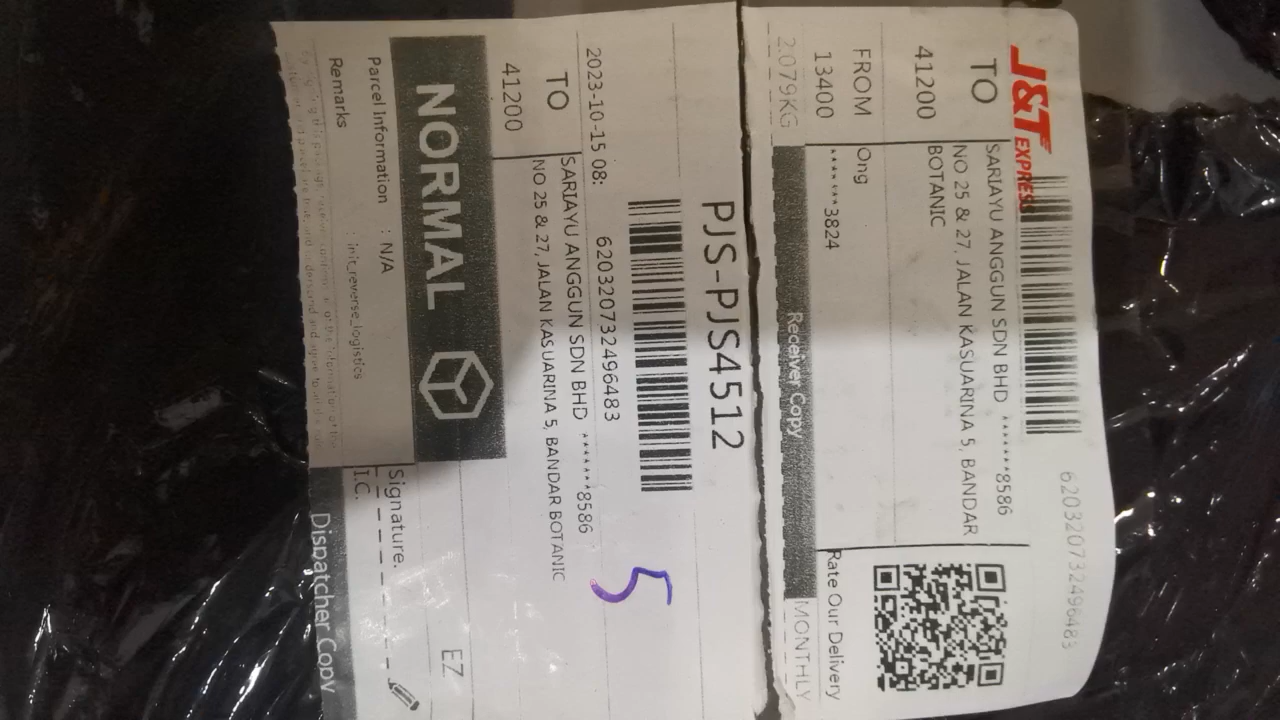 J&T EXPRESS
620320732496483
TO
41200
SARIAYU ANGGUN SDN BHD *******8586
NO 25 & 27, JALAN KASUARINA 5, BANDAR
BOTANIC
FROM
13400
Ong
*******3824
Rate Our Delivery
2.079KG
Receiver Copy
MONTHLY
PJS-PJS4512
620320732496483
2023-10-15 08:
5
TO
41200
SARIAYU ANGGUN SDN BHD *******8586
NO 25 & 27, JALAN KASUARINA 5, BANDAR BOTANIC
NORMAL
EZ
Parcel Information : N/A
Remarks : init_reverse_logistics
Signature:
I.C:
Dispatcher Copy